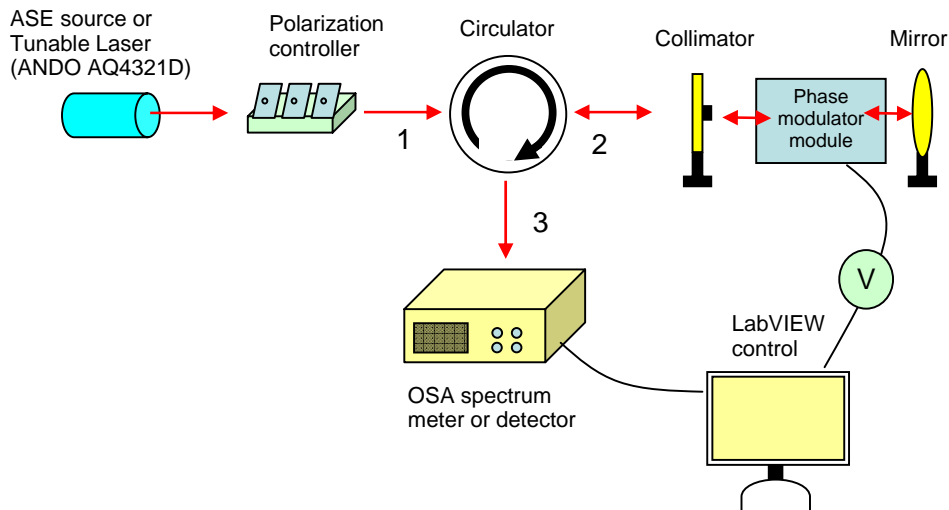 ASE source or
Tunable Laser
(ANDO AQ4321D)
Polarization
controller
Circulator
Collimator
Mirror
Phase
modulator
module
1
2
3
V
LabVIEW
control
OSA spectrum
meter or detector